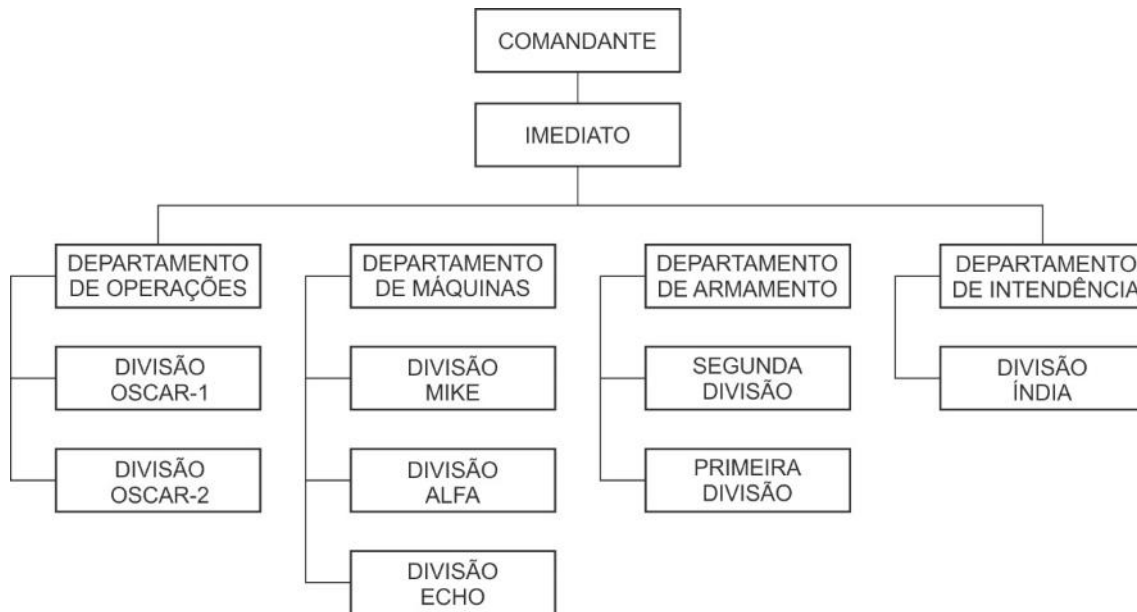 COMANDANTE
IMEDIATO
DEPARTAMENTO
DE OPERAÇÕES
DIVISÃO
OSCAR-1
DIVISÃO
OSCAR-2
DEPARTAMENTO
DE MÁQUINAS
DIVISÃO
MIKE
DIVISÃO
ALFA
DIVISÃO
ECHO
DEPARTAMENTO
DE ARMAMENTO
SEGUNDA
DIVISÃO
PRIMEIRA
DIVISÃO
DEPARTAMENTO
DE INTENDÊNCIA
DIVISÃO
ÍNDIA